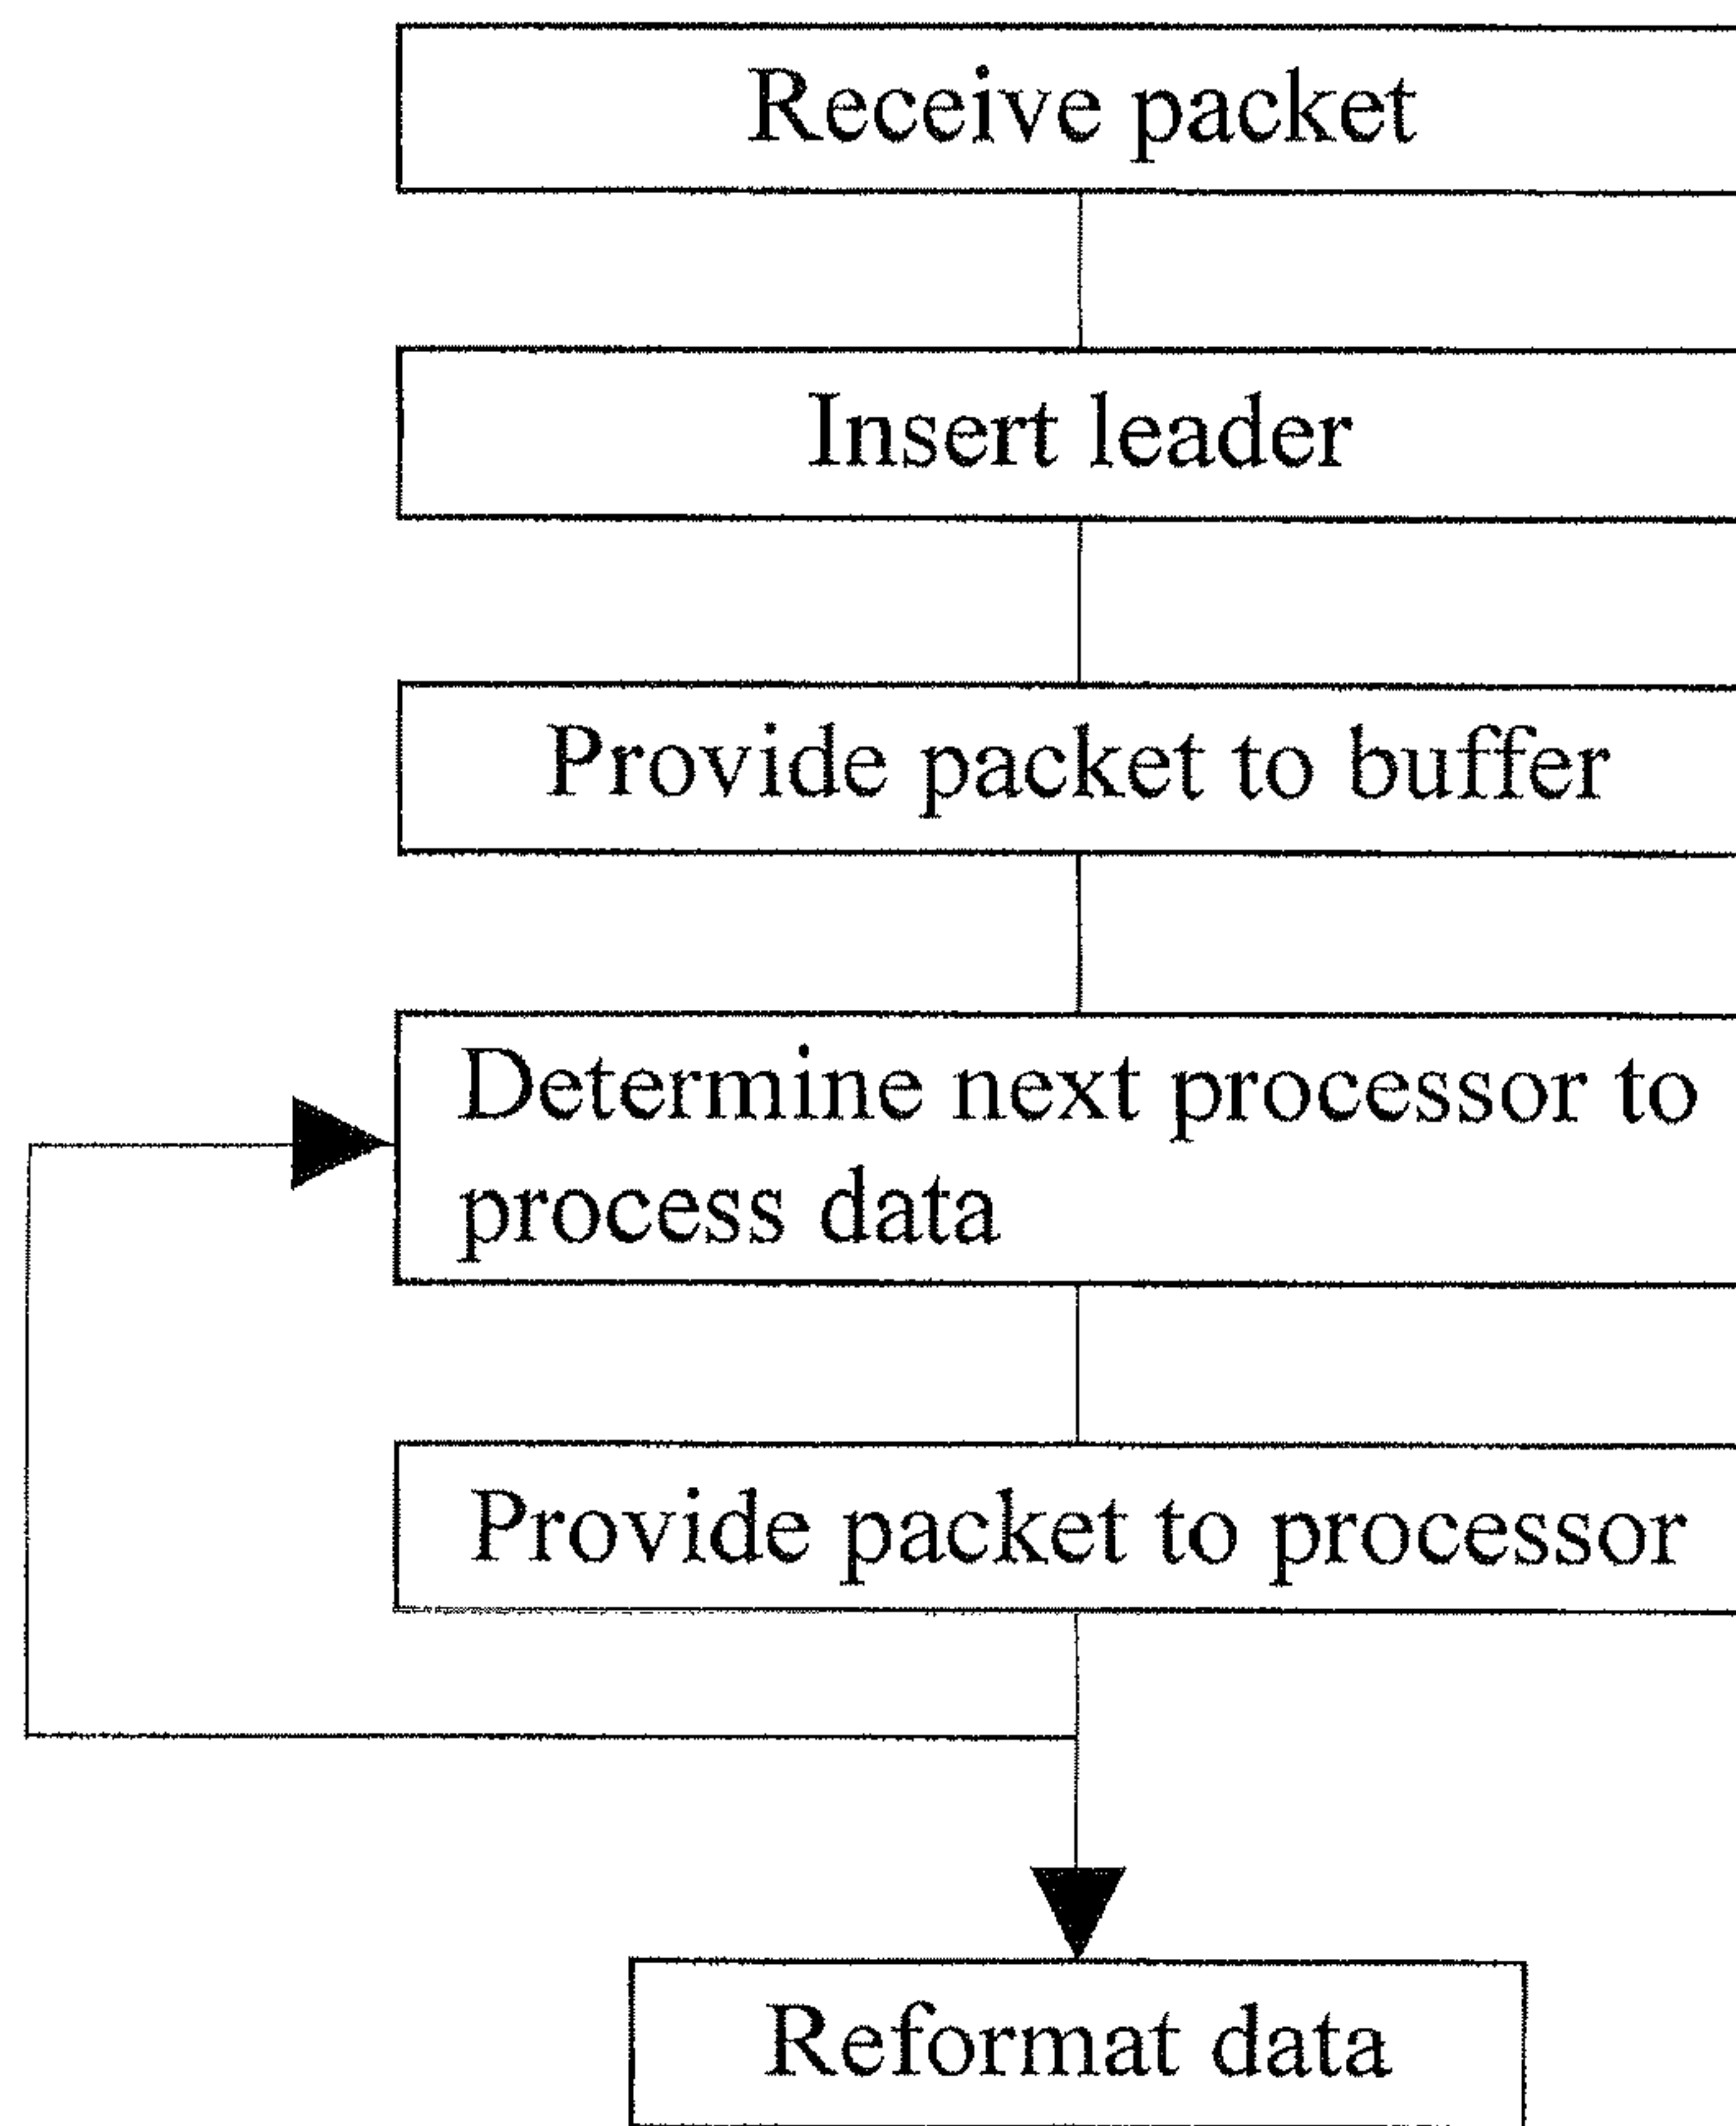 Receive packet
Insert leader
Provide packet to buffer
Determine next processor to
process data
Provide packet to processor
Reformat data